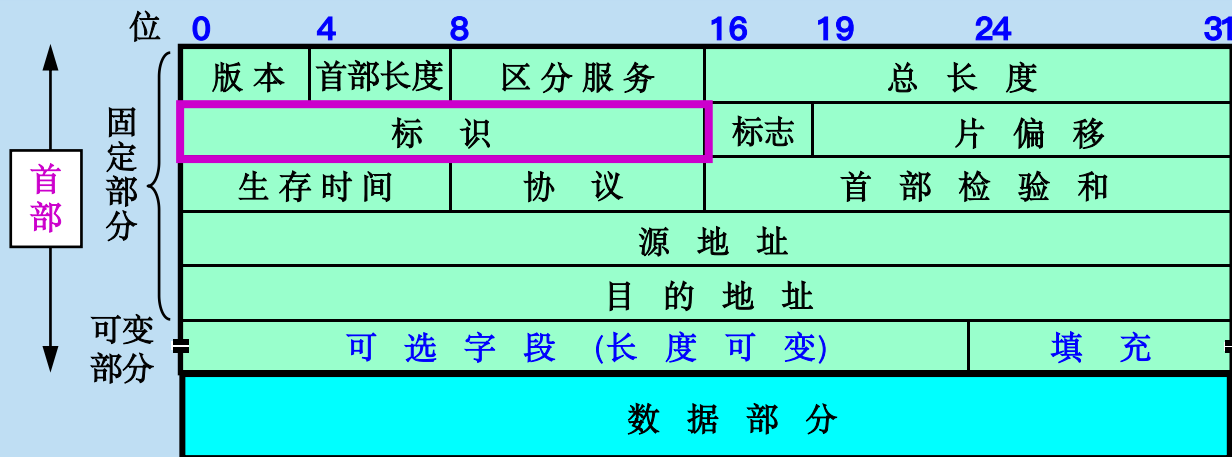 位 0 4 8 16 19 24 31
版本 首部长度 区分服务 总长度
标识 标志 片偏移
生存时间 协议 首部检验和
源地址
目的地址
可选字段 (长度可变) 填充
数据部分
首部
固定部分
可变
部分